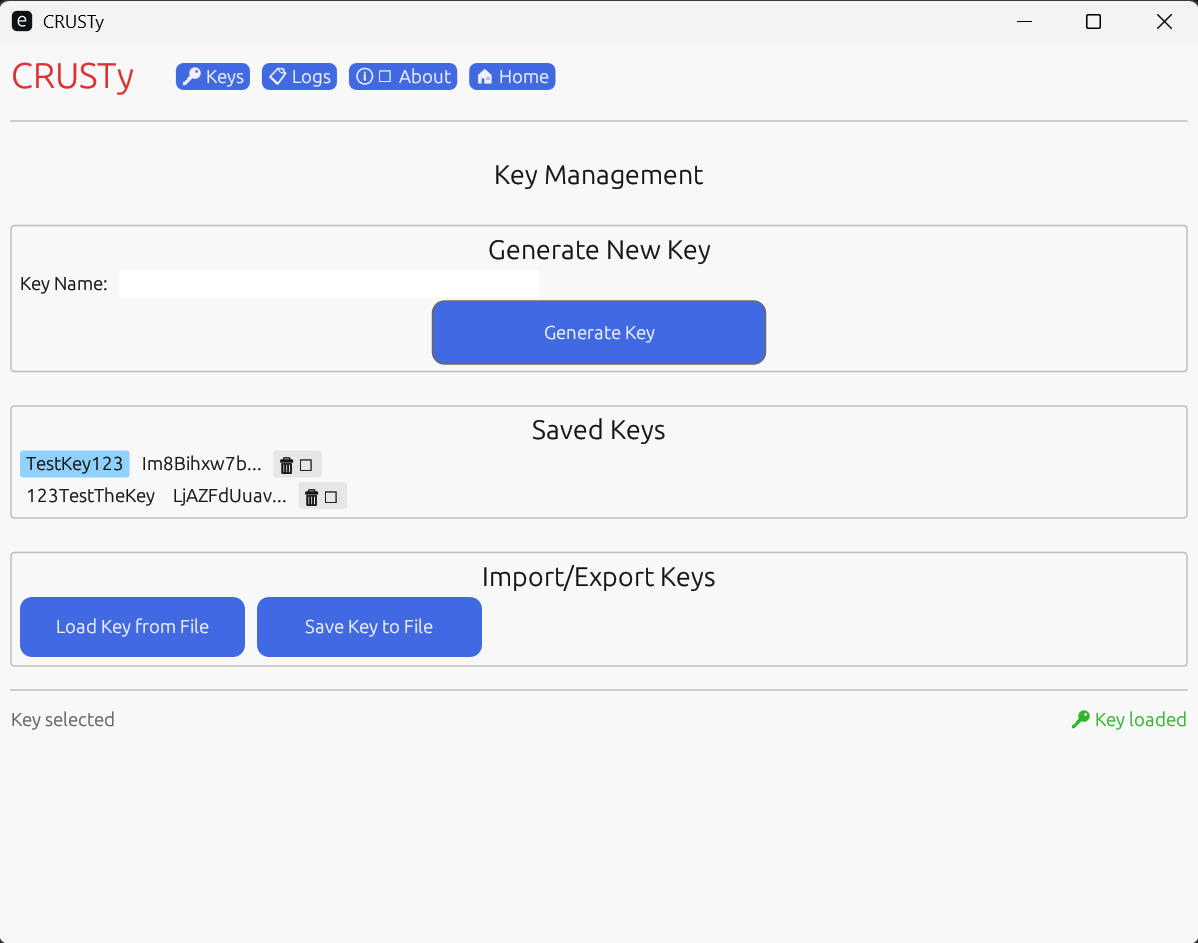 CRUSTy
CRUSTy Keys Logs About Home
Key Management
Generate New Key
Key Name:
Generate Key
Saved Keys
TestKey123 Im8Bihxw7b...
123TestTheKey LjAZFdUuav...
Import/Export Keys
Load Key from File Save Key to File
Key selected Key loaded